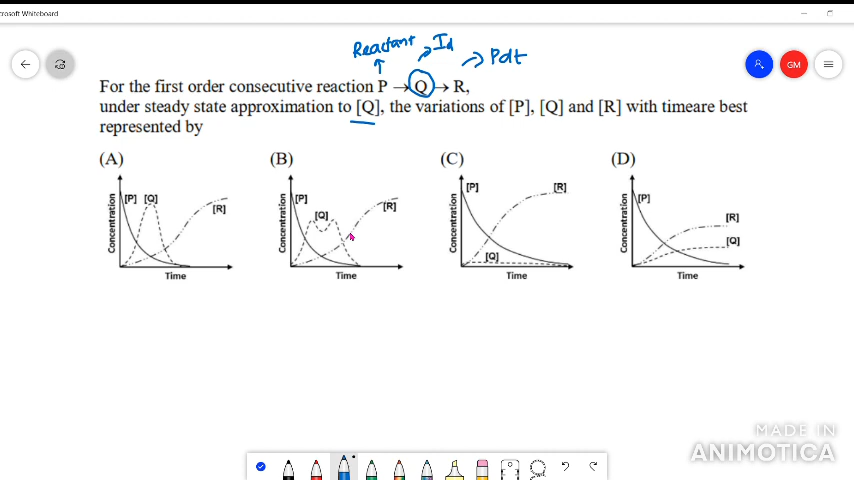 icrosoft Whiteboard
GM
Reactant Id Pdt
For the first order consecutive reaction P → Q → R,
under steady state approximation to [Q], the variations of [P], [Q] and [R] with timeare best
represented by
(A) (B) (C) (D)
Concentration [P] [Q] [R] Time
Concentration [P] [Q] [R] Time
Concentration [P] [Q] [R] Time
Concentration [P] [R] [Q] Time
MADE IN
ANIMOTICA